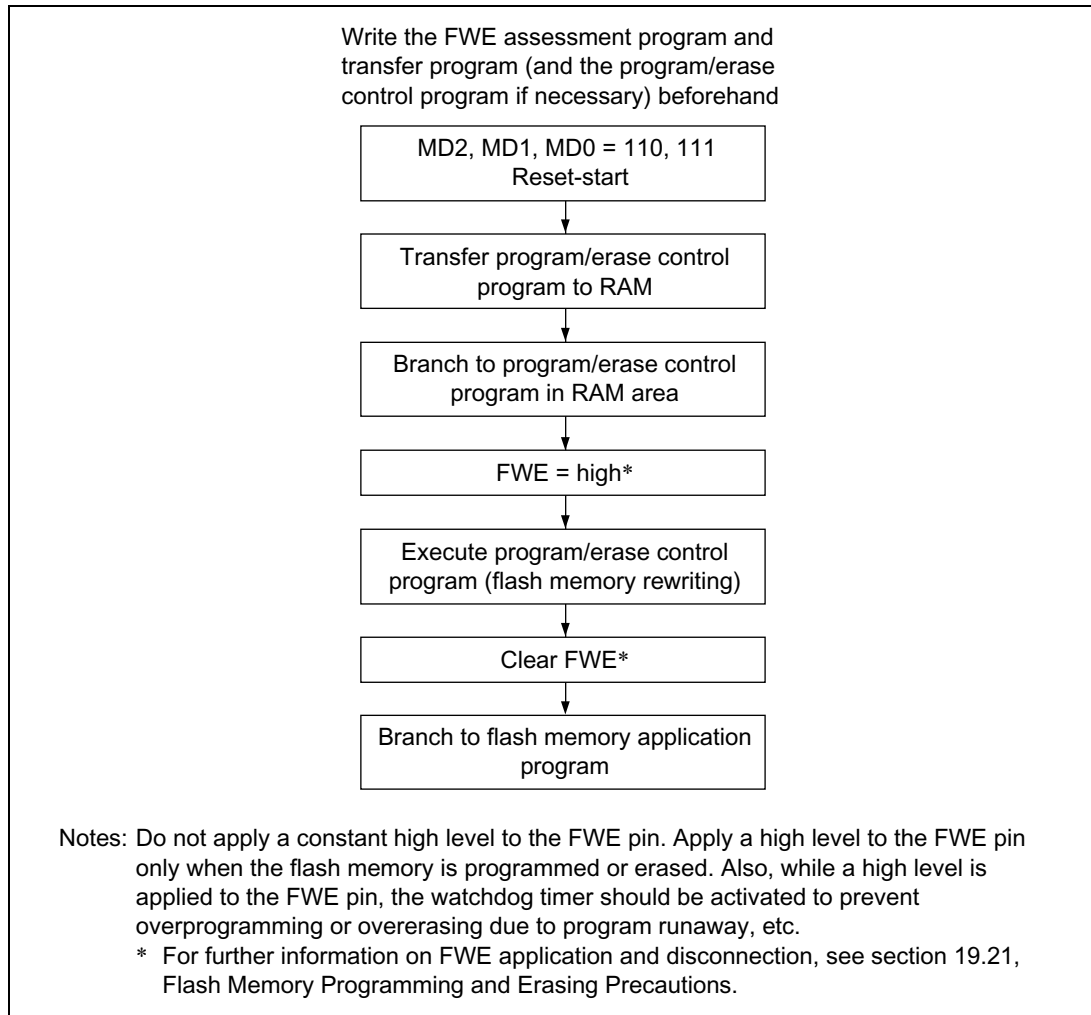 Write the FWE assessment program and
transfer program (and the program/erase
control program if necessary) beforehand
MD2, MD1, MD0 = 110, 111
Reset-start
Transfer program/erase control
program to RAM
Branch to program/erase control
program in RAM area
FWE = high*
Execute program/erase control
program (flash memory rewriting)
Clear FWE*
Branch to flash memory application
program
Notes: Do not apply a constant high level to the FWE pin. Apply a high level to the FWE pin
only when the flash memory is programmed or erased. Also, while a high level is
applied to the FWE pin, the watchdog timer should be activated to prevent
overprogramming or overerasing due to program runaway, etc.
* For further information on FWE application and disconnection, see section 19.21,
Flash Memory Programming and Erasing Precautions.